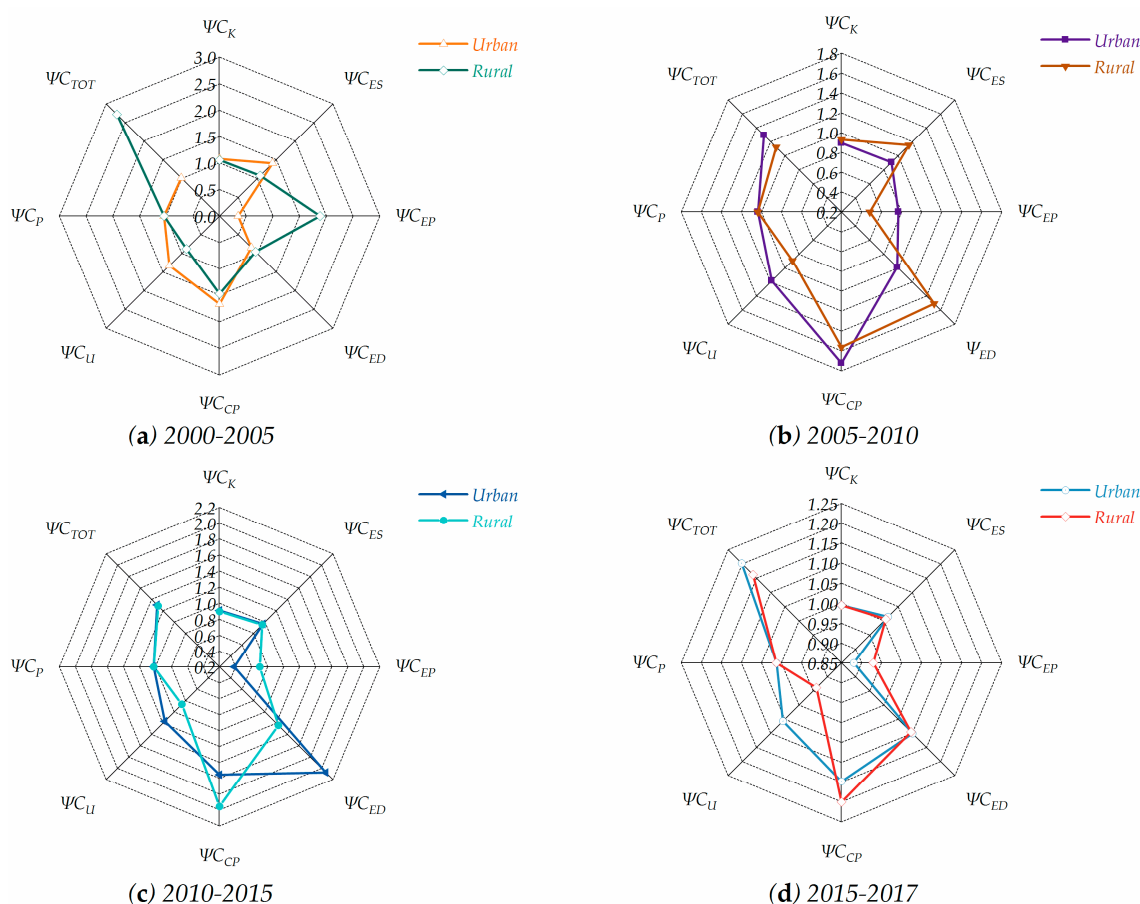 ΨC_K
Urban
Rural
ΨC_TOT
ΨC_ES
3.0
2.5
2.0
1.5
1.0
0.5
0.0
ΨC_P
ΨC_EP
ΨC_U
ΨC_ED
ΨC_CP
(a) 2000-2005
ΨC_K
Urban
Rural
ΨC_TOT
ΨC_ES
1.8
1.6
1.4
1.2
1.0
0.8
0.6
0.4
0.2
ΨC_P
ΨC_EP
ΨC_U
Ψ_ED
ΨC_CP
(b) 2005-2010
ΨC_K
Urban
Rural
ΨC_TOT
ΨC_ES
2.2
2.0
1.8
1.6
1.4
1.2
1.0
0.8
0.6
0.4
0.2
ΨC_P
ΨC_EP
ΨC_U
ΨC_ED
ΨC_CP
(c) 2010-2015
ΨC_K
Urban
Rural
ΨC_TOT
ΨC_ES
1.25
1.20
1.15
1.10
1.05
1.00
0.95
0.90
0.85
ΨC_P
ΨC_EP
ΨC_U
ΨC_ED
ΨC_CP
(d) 2015-2017